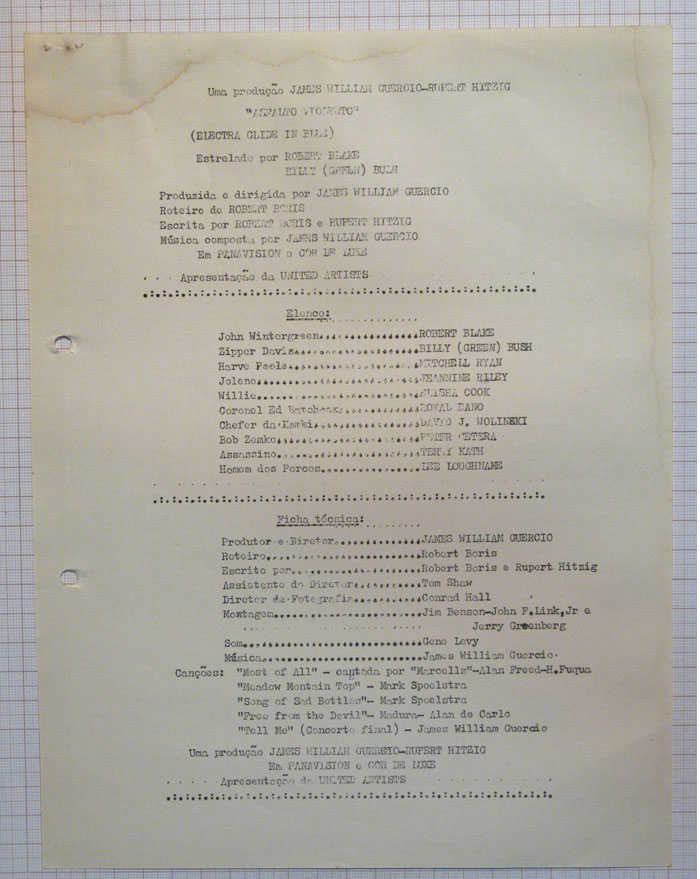 Uma produção JAMES WILLIAM GUERCIO-RUPERT HITZIG
"ASFALTO VIOLENTO"
(ELECTRA GLIDE IN BLUE)
Estrelado por ROBERT BLAKE
BILLY (GREEN) BUSH
Produzida e dirigida por JAMES WILLIAM GUERCIO
Roteiro de ROBERT BORIS
Escrita por ROBERT BORIS e RUPERT HITZIG
Música composta por JAMES WILLIAM GUERCIO
Em PANAVISION e COR DE LUXE
Apresentação da UNITED ARTISTS
Elenco:
John Wintergreen........ROBERT BLAKE
Zipper Davis........BILLY (GREEN) BUSH
Harve Poole........MITCHELL RYAN
Jolene........JEANNINE RILEY
Willie........ELISHA COOK
Coronel Ed ........ROYAL DANO
Chefer da ........DAVID J. WOLINSKI
Bob Zemko........PETER CETERA
Assassino........TERRY KATH
Homem dos Porcos........LEE LOUGHNAME
Ficha técnica:
Produtor e Diretor........JAMES WILLIAM GUERCIO
Roteiro........Robert Boris
Escrito por........Robert Boris e Rupert Hitzig
Assistente do Diretor........Tom Shaw
Diretor de Fotografia........Conrad Hall
Montagem........Jim Benson-John F.Link,Jr e
Jerry Greenberg
Som........Gene Levy
Música........James William Guercio
Canções: "Most of All" - cantada por "Marcells"-Alan Freed-H.Fuqua
"Meadow Montain Top"- Mark Spoelstra
"Song of Sad Bottles"- Mark Spoelstra
"Free from the Devil"- Madura- Alan de Carlo
"Tell Me" (Concerto final) - James William Guercio
Uma produção JAMES WILLIAM GUERSIO-RUPERT HITZIG
Em PANAVISION e COR DE LUXE
Apresentação da UNITED ARTISTS